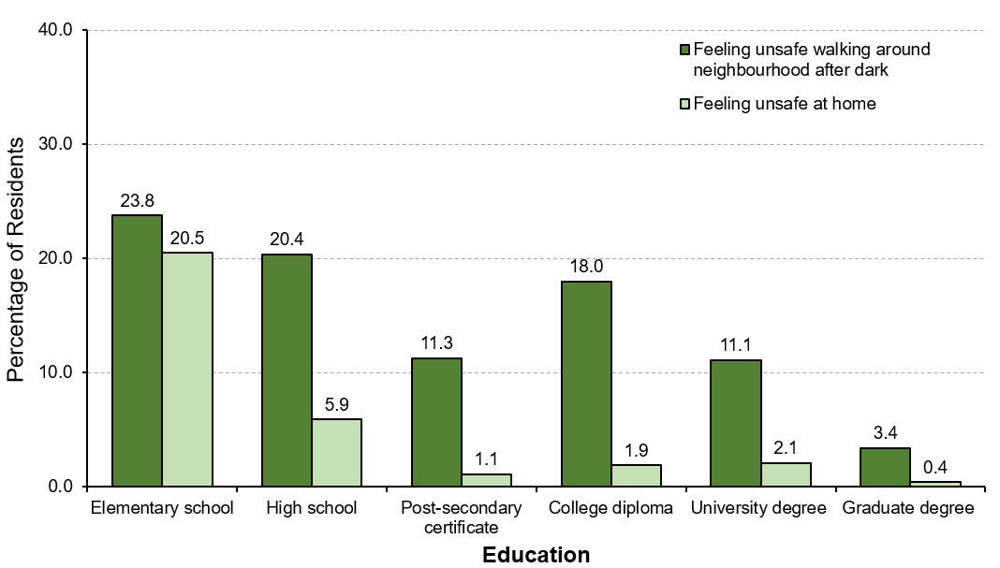 40.0
30.0
20.0
10.0
0.0
Percentage of Residents
Feeling unsafe walking around
neighbourhood after dark
Feeling unsafe at home
23.8
20.5
20.4
5.9
11.3
1.1
18.0
1.9
11.1
2.1
3.4
0.4
Elementary school
High school
Post-secondary
certificate
College diploma
University degree
Graduate degree
Education